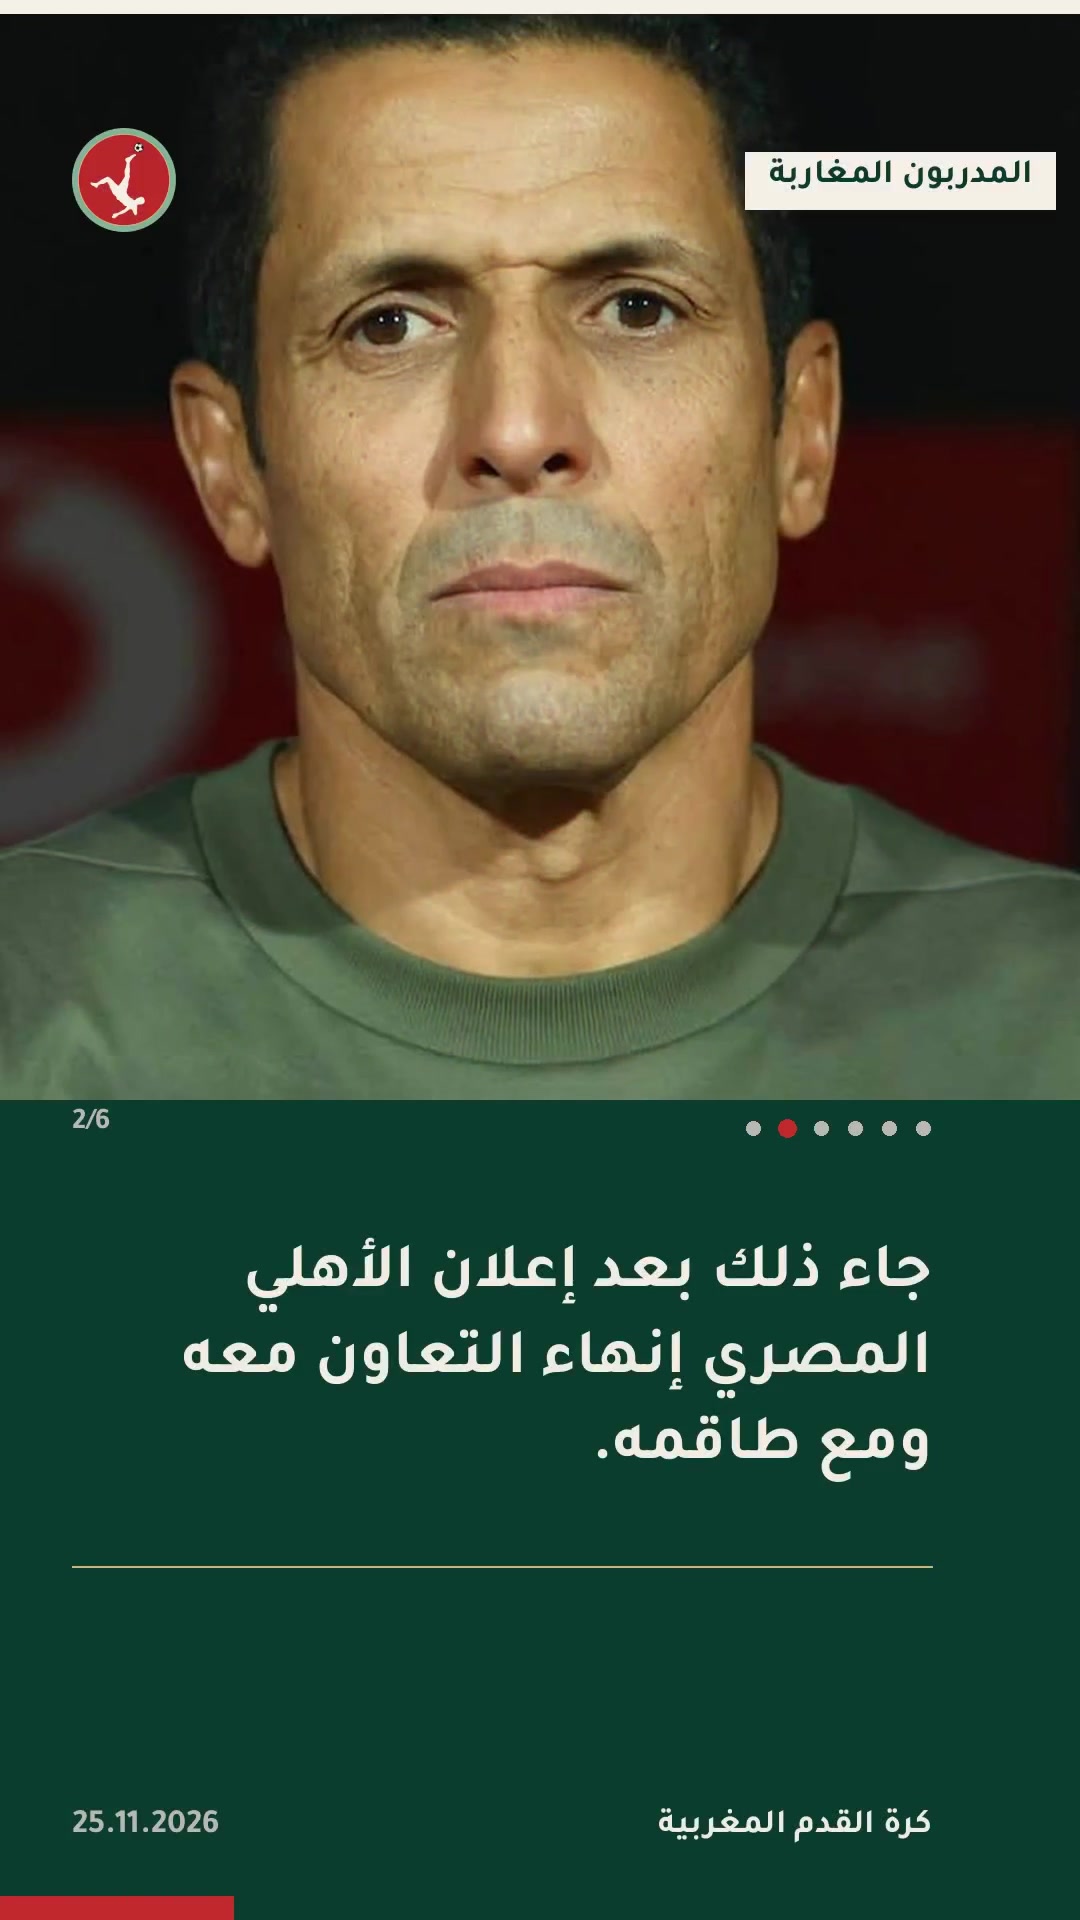 المدربون المغاربة
2/6
جاء ذلك بعد إعلان الأهلي
المصري إنهاء التعاون معه
ومع طاقمه.
كرة القدم المغربية
25.11.2026